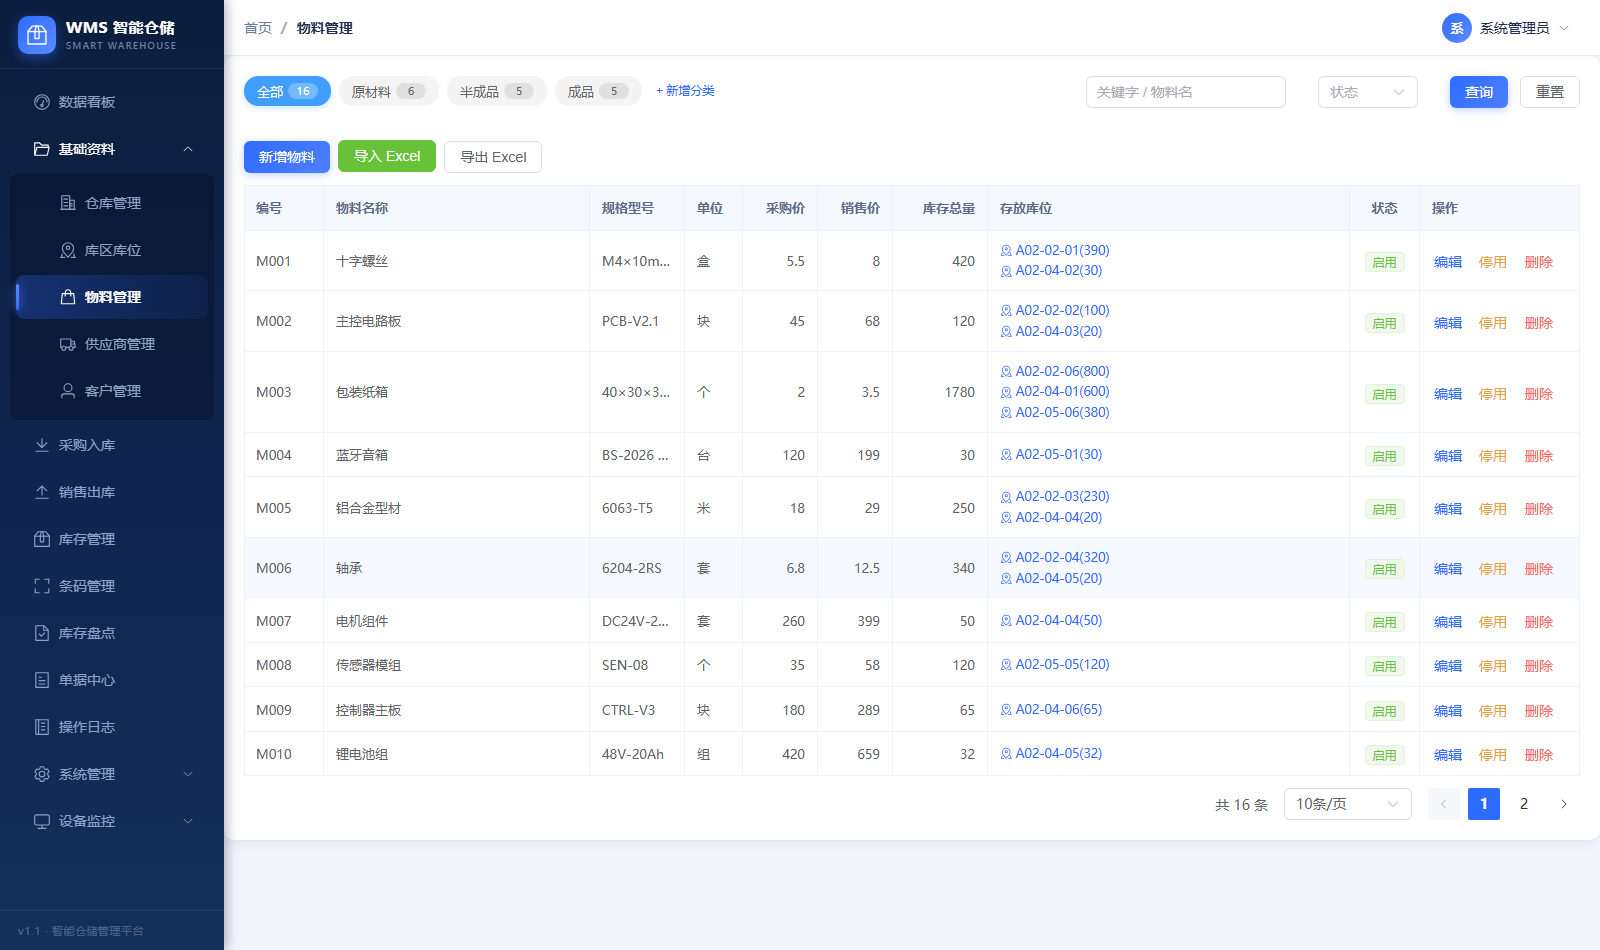 WMS 智能仓储
SMART WAREHOUSE
数据看板
基础资料
仓库管理
库区库位
物料管理
供应商管理
客户管理
采购入库
销售出库
库存管理
条码管理
库存盘点
单据中心
操作日志
系统管理
设备监控
v1.1 · 智能仓储管理平台
首页 / 物料管理
系 系统管理员
全部 16 原材料 6 半成品 5 成品 5 + 新增分类
关键字 / 物料名 状态 查询 重置
新增物料 导入 Excel 导出 Excel
编号 物料名称 规格型号 单位 采购价 销售价 库存总量 存放库位 状态 操作
M001 十字螺丝 M4×10m... 盒 5.5 8 420 A02-02-01(390) 启用 编辑 停用 删除
A02-04-02(30)
M002 主控电路板 PCB-V2.1 块 45 68 120 A02-02-02(100) 启用 编辑 停用 删除
A02-04-03(20)
M003 包装纸箱 40×30×3... 个 2 3.5 1780 A02-02-06(800) 启用 编辑 停用 删除
A02-04-01(600)
A02-05-06(380)
M004 蓝牙音箱 BS-2026 ... 台 120 199 30 A02-05-01(30) 启用 编辑 停用 删除
M005 铝合金型材 6063-T5 米 18 29 250 A02-02-03(230) 启用 编辑 停用 删除
A02-04-04(20)
M006 轴承 6204-2RS 套 6.8 12.5 340 A02-02-04(320) 启用 编辑 停用 删除
A02-04-05(20)
M007 电机组件 DC24V-2... 套 260 399 50 A02-04-04(50) 启用 编辑 停用 删除
M008 传感器模组 SEN-08 个 35 58 120 A02-05-05(120) 启用 编辑 停用 删除
M009 控制器主板 CTRL-V3 块 180 289 65 A02-04-06(65) 启用 编辑 停用 删除
M010 锂电池组 48V-20Ah 组 420 659 32 A02-04-05(32) 启用 编辑 停用 删除
共 16 条 10条/页 1 2